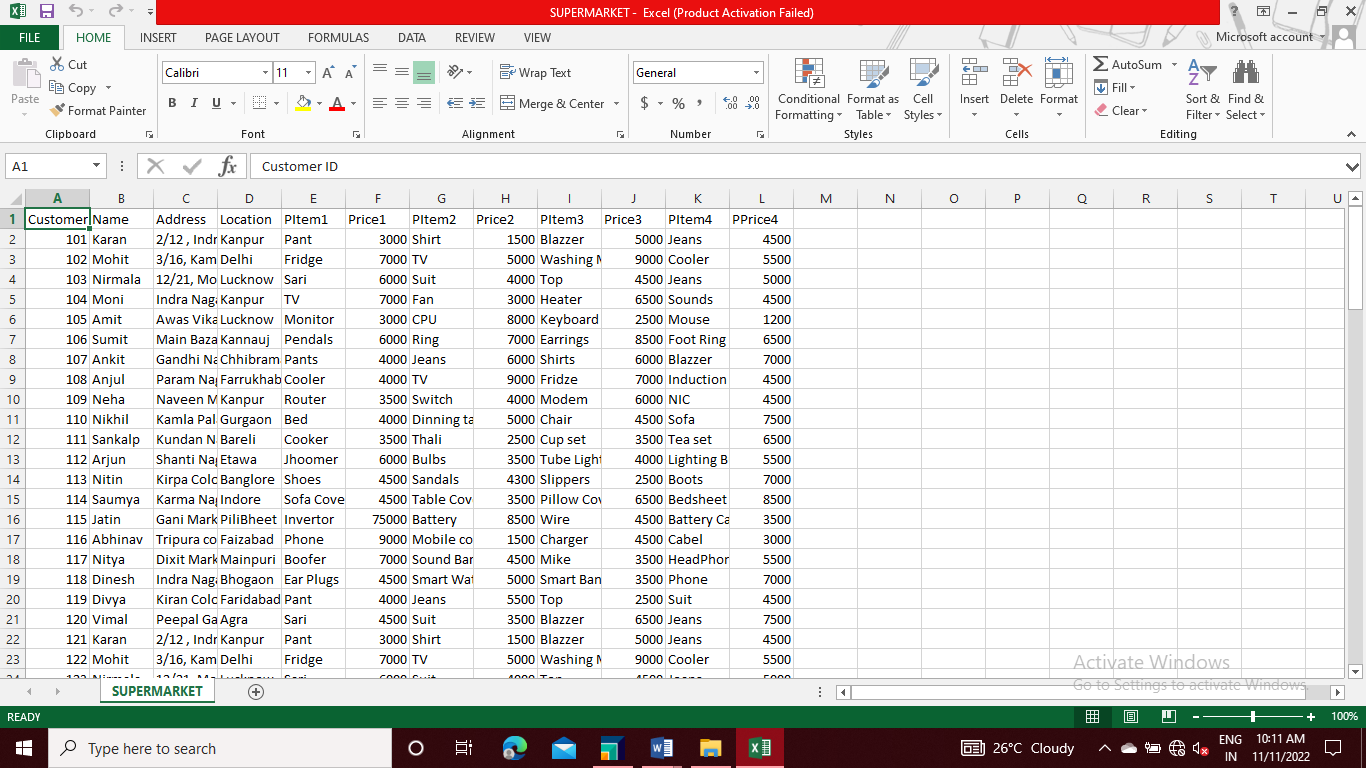 SUPERMARKET - Excel (Product Activation Failed)
FILE HOME INSERT PAGE LAYOUT FORMULAS DATA REVIEW VIEW Microsoft account
Paste Cut Copy Format Painter Clipboard
Calibri 11 B I U A A A Font
Wrap Text Merge & Center Alignment
General $ % Number
Conditional Formatting Format as Table Cell Styles Styles
Insert Delete Format Cells
AutoSum Fill Clear Sort & Filter Find & Select Editing
A1 fx Customer ID
A B C D E F G H I J K L M N O P Q R S T U
1 Customer Name Address Location PItem1 Price1 PItem2 Price2 PItem3 Price3 PItem4 PPrice4
2 101 Karan 2/12 , Indr Kanpur Pant 3000 Shirt 1500 Blazzer 5000 Jeans 4500
3 102 Mohit 3/16, Kam Delhi Fridge 7000 TV 5000 Washing M 9000 Cooler 5500
4 103 Nirmala 12/21, Mo Lucknow Sari 6000 Suit 4000 Top 4500 Jeans 5000
5 104 Moni Indra Naga Kanpur TV 7000 Fan 3000 Heater 6500 Sounds 4500
6 105 Amit Awas Vika Lucknow Monitor 3000 CPU 8000 Keyboard 2500 Mouse 1200
7 106 Sumit Main Baza Kannauj Pendals 6000 Ring 7000 Earrings 8500 Foot Ring 6500
8 107 Ankit Gandhi Na Chhibram Pants 4000 Jeans 6000 Shirts 6000 Blazzer 7000
9 108 Anjul Param Nag Farrukhab Cooler 4000 TV 9000 Fridze 7000 Induction 4500
10 109 Neha Naveen M Kanpur Router 3500 Switch 4000 Modem 6000 NIC 4500
11 110 Nikhil Kamla Pal Gurgaon Bed 4000 Dinning ta 5000 Chair 4500 Sofa 7500
12 111 Sankalp Kundan N Bareli Cooker 3500 Thali 2500 Cup set 3500 Tea set 6500
13 112 Arjun Shanti Nag Etawa Jhoomer 6000 Bulbs 3500 Tube Light 4000 Lighting B 5500
14 113 Nitin Kirpa Colo Banglore Shoes 4500 Sandals 4300 Slippers 2500 Boots 7000
15 114 Saumya Karma Nag Indore Sofa Cove 4500 Table Cov 3500 Pillow Cov 6500 Bedsheet 8500
16 115 Jatin Gani Mark PiliBheet Invertor 75000 Battery 8500 Wire 4500 Battery Ca 3500
17 116 Abhinav Tripura co Faizabad Phone 9000 Mobile co 1500 Charger 4500 Cabel 3000
18 117 Nitya Dixit Mark Mainpuri Boofer 7000 Sound Bar 4500 Mike 3500 HeadPhon 5500
19 118 Dinesh Indra Naga Bhogaon Ear Plugs 4500 Smart Wat 5000 Smart Ban 3500 Phone 7000
20 119 Divya Kiran Colo Faridabad Pant 4000 Jeans 5500 Top 2500 Suit 4500
21 120 Vimal Peepal Ga Agra Sari 4500 Suit 3500 Blazzer 6500 Jeans 7500
22 121 Karan 2/12 , Indr Kanpur Pant 3000 Shirt 1500 Blazzer 5000 Jeans 4500
23 122 Mohit 3/16, Kam Delhi Fridge 7000 TV 5000 Washing M 9000 Cooler 5500
Activate Windows
Go to Settings to activate Windows.
SUPERMARKET
READY 100%
Type here to search 26°C Cloudy ENG IN 10:11 AM 11/11/2022